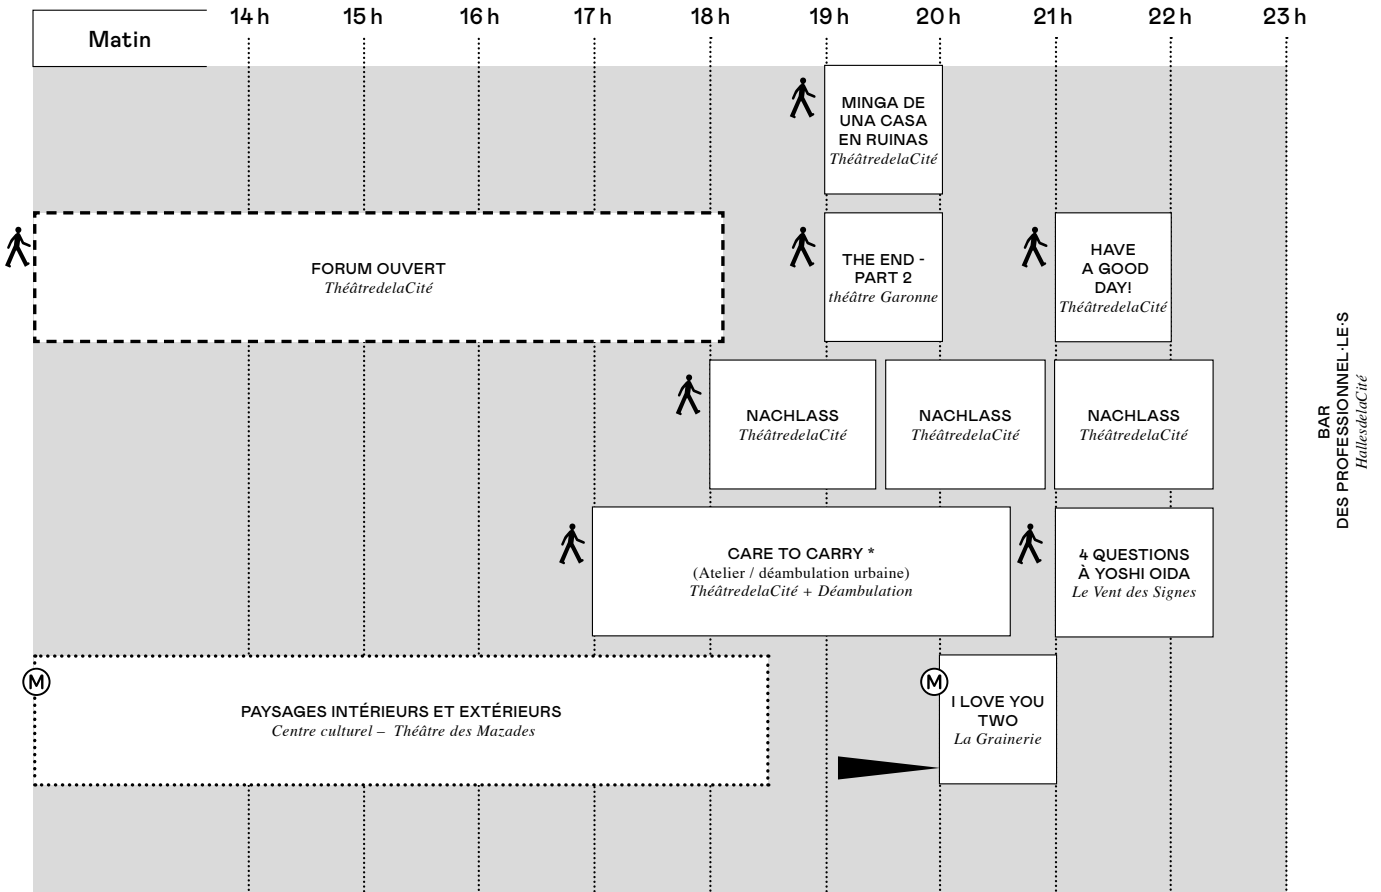 Matin
14 h
15 h
16 h
17 h
18 h
19 h
20 h
21 h
22 h
23 h
MINGA DE
UNA CASA
EN RUINAS
ThéâtredelaCité
FORUM OUVERT
ThéâtredelaCité
THE END -
PART 2
théâtre Garonne
HAVE
A GOOD
DAY!
ThéâtredelaCité
NACHLASS
ThéâtredelaCité
NACHLASS
ThéâtredelaCité
NACHLASS
ThéâtredelaCité
CARE TO CARRY *
(Atelier / déambulation urbaine)
ThéâtredelaCité + Déambulation
4 QUESTIONS
À YOSHI OIDA
Le Vent des Signes
M
PAYSAGES INTÉRIEURS ET EXTÉRIEURS
Centre culturel – Théâtre des Mazades
M
I LOVE YOU
TWO
La Grainerie
BAR
DES PROFESSIONNEL·LE·S
HallesdelaCité